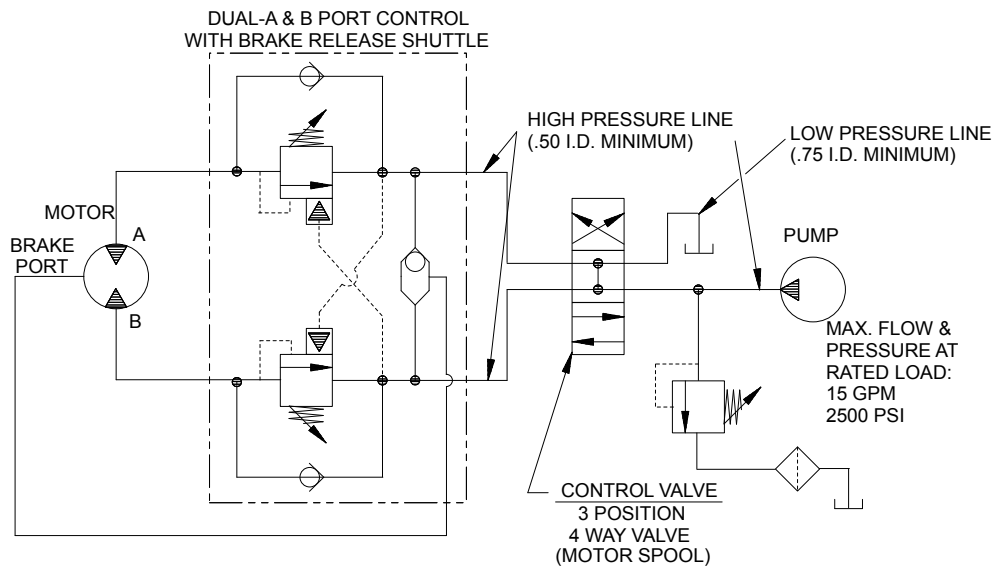 DUAL-A & B PORT CONTROL
WITH BRAKE RELEASE SHUTTLE
HIGH PRESSURE LINE
(.50 I.D. MINIMUM)
LOW PRESSURE LINE
(.75 I.D. MINIMUM)
MOTOR
A
BRAKE
PORT
B
PUMP
MAX. FLOW &
PRESSURE AT
RATED LOAD:
15 GPM
2500 PSI
CONTROL VALVE
3 POSITION
4 WAY VALVE
(MOTOR SPOOL)